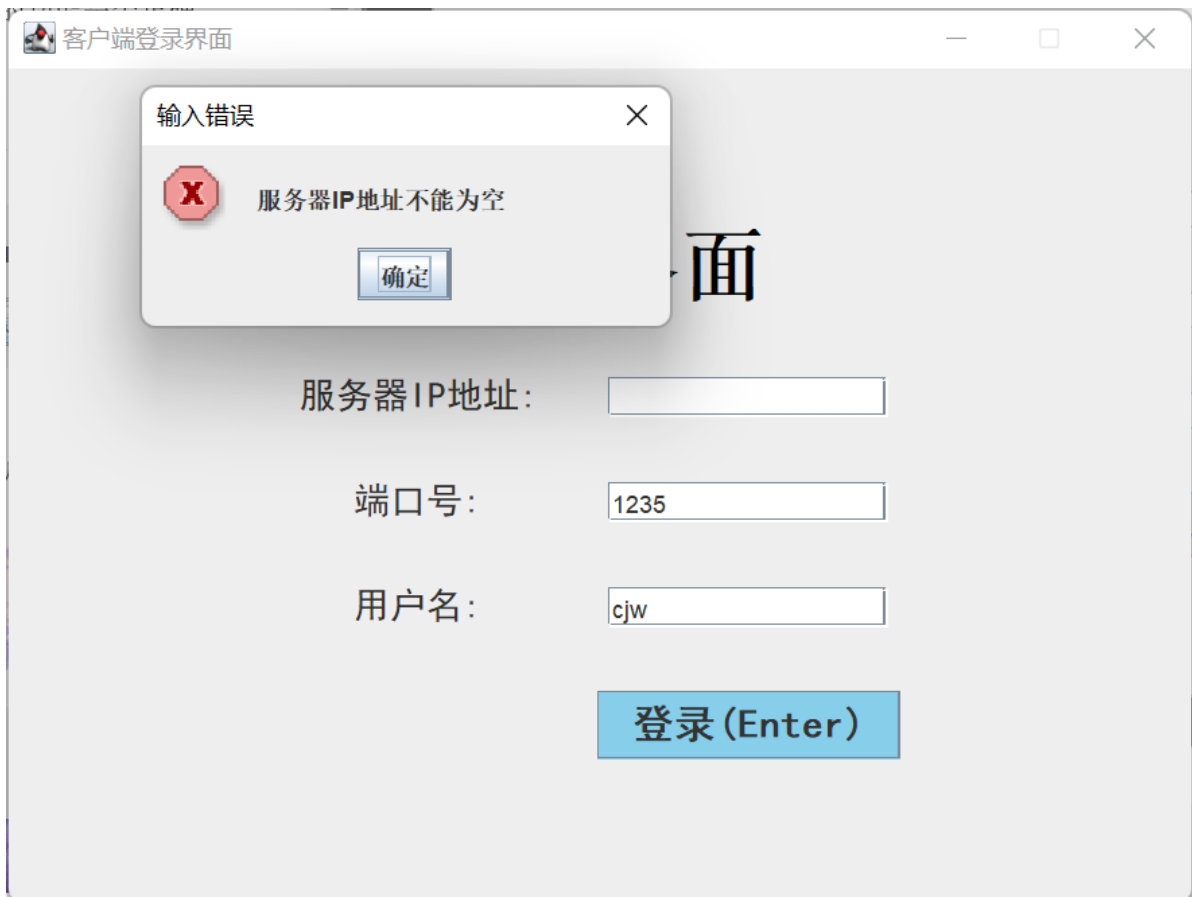 客户端登录界面
输入错误
服务器IP地址不能为空
确定
面
服务器IP地址:
端口号:
1235
用户名:
cjw
登录(Enter)